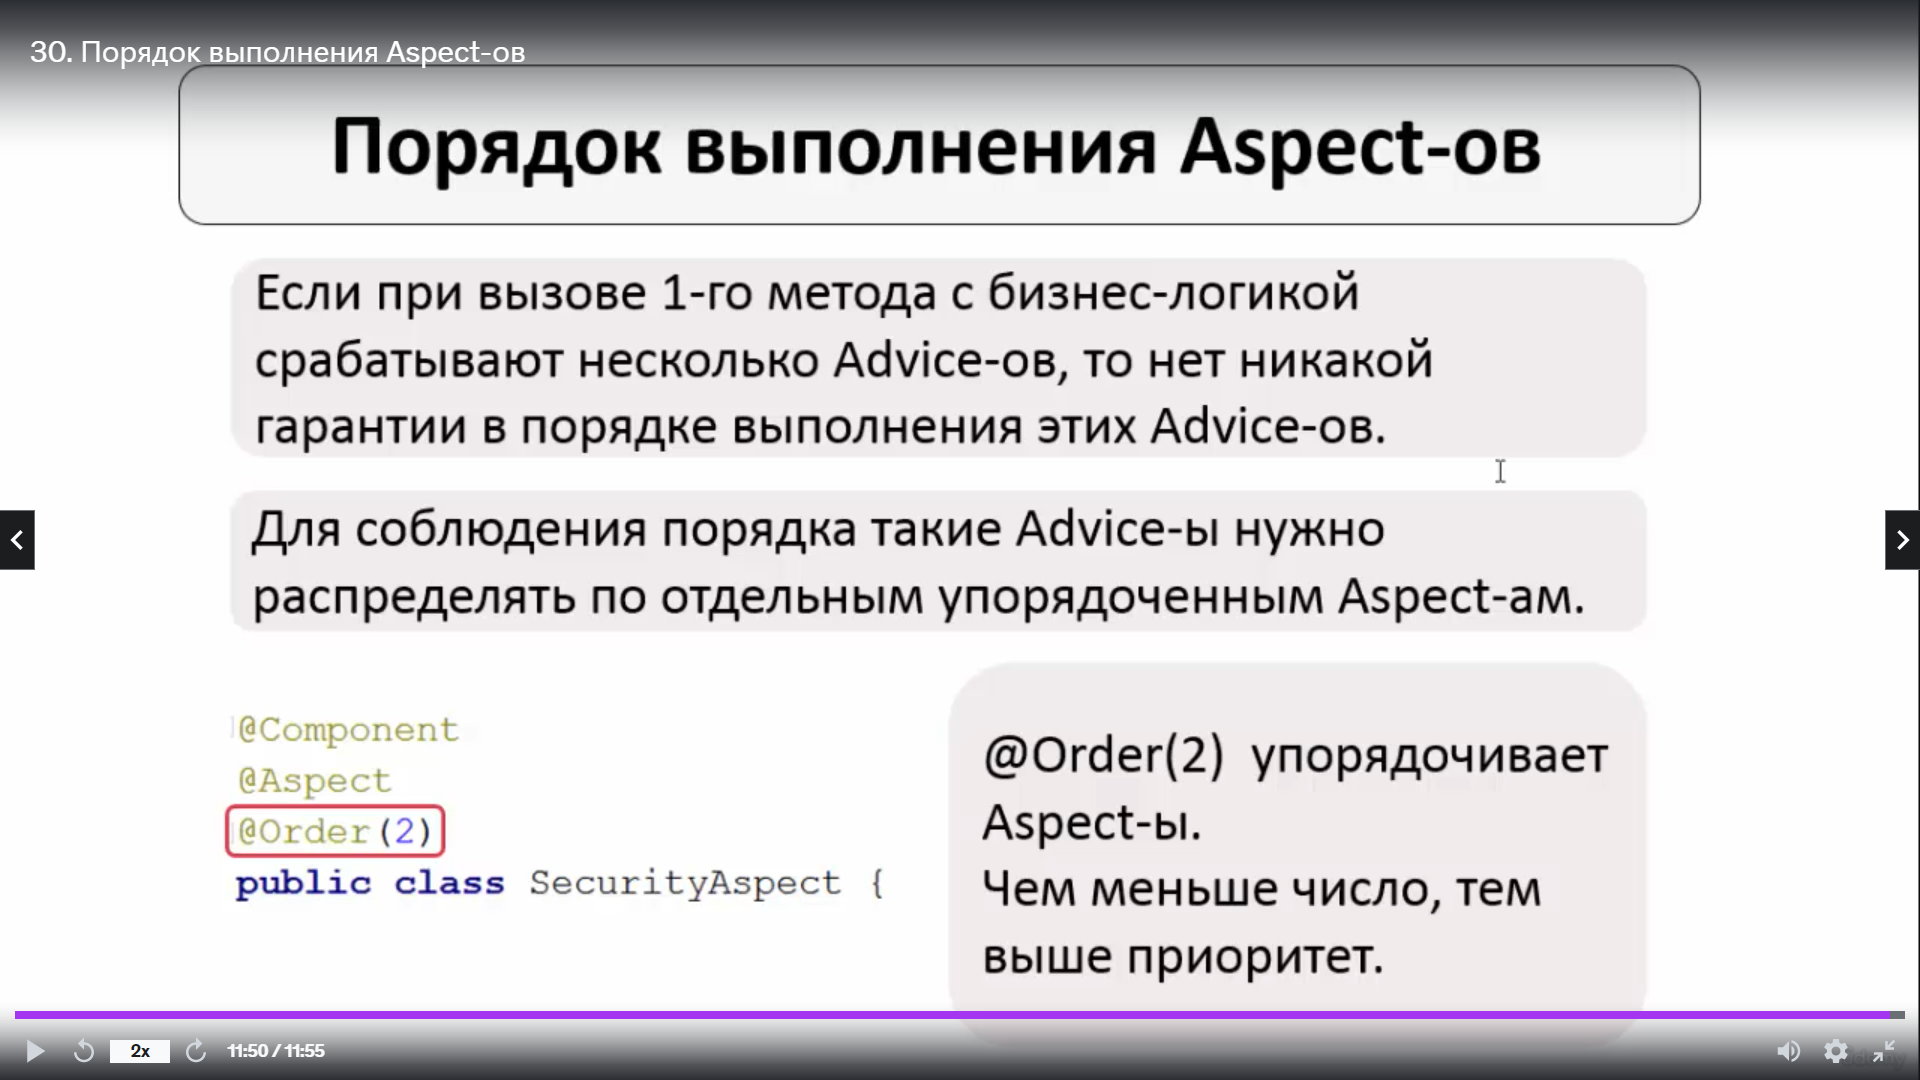 30. Порядок выполнения Aspect-ов
Порядок выполнения Aspect-ов
Если при вызове 1-го метода с бизнес-логикой
срабатывают несколько Advice-ов, то нет никакой
гарантии в порядке выполнения этих Advice-ов.
Для соблюдения порядка такие Advice-ы нужно
распределять по отдельным упорядоченным Aspect-ам.
@Component
@Aspect
@Order(2)
public class SecurityAspect {
@Order(2) упорядочивает
Aspect-ы.
Чем меньше число, тем
выше приоритет.
2x
11:50 / 11:55